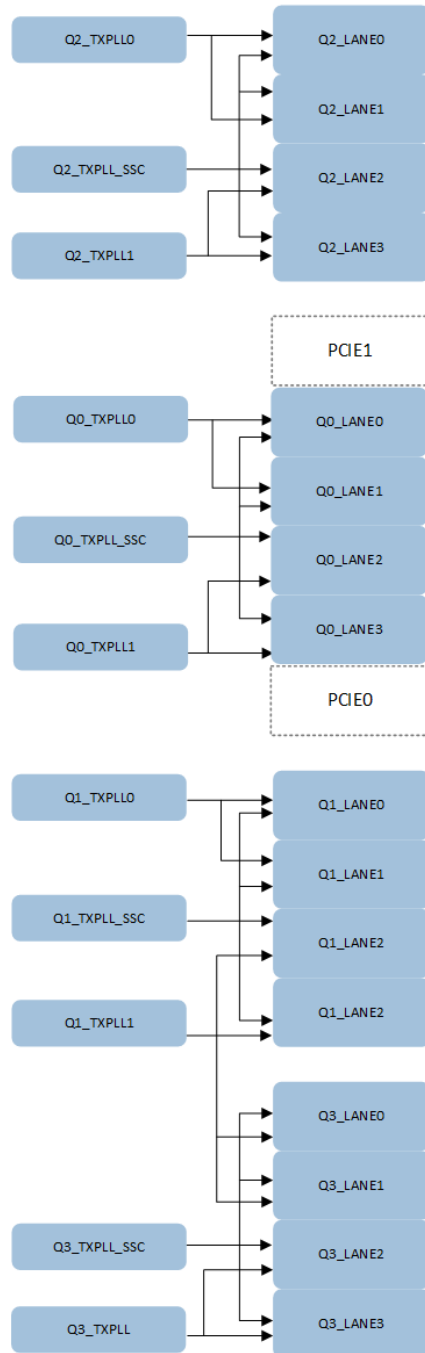 Q2_TXPLL0
Q2_LANE0
Q2_LANE1
Q2_TXPLL_SSC
Q2_LANE2
Q2_TXPLL1
Q2_LANE3
PCIE1
Q0_TXPLL0
Q0_LANE0
Q0_LANE1
Q0_TXPLL_SSC
Q0_LANE2
Q0_TXPLL1
Q0_LANE3
PCIE0
Q1_TXPLL0
Q1_LANE0
Q1_LANE1
Q1_TXPLL_SSC
Q1_LANE2
Q1_TXPLL1
Q1_LANE2
Q3_LANE0
Q3_LANE1
Q3_TXPLL_SSC
Q3_LANE2
Q3_TXPLL
Q3_LANE3